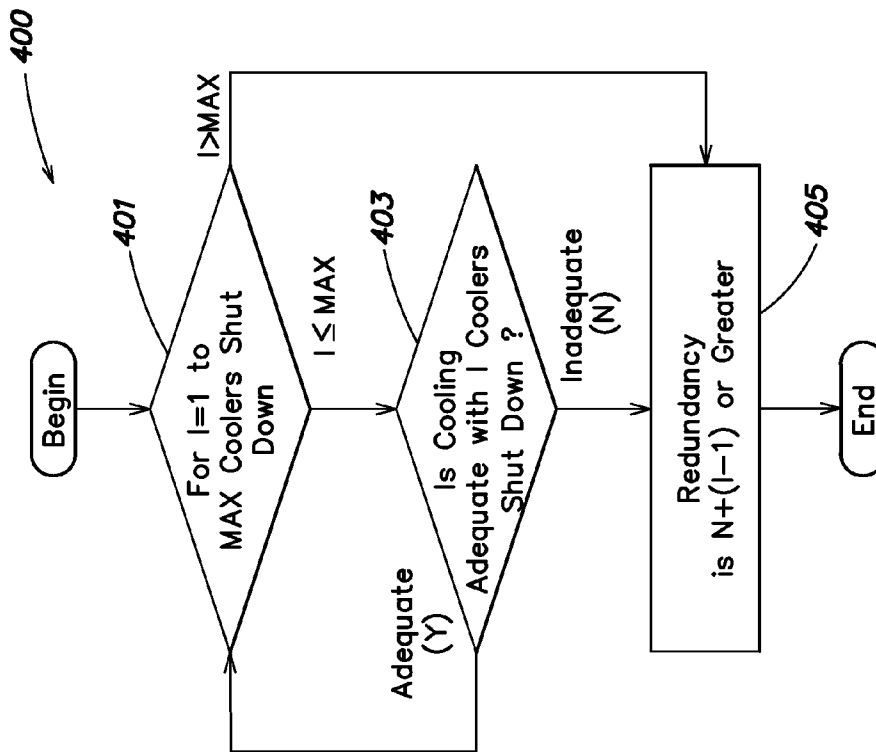 400
Begin
401
For I=1 to
MAX Coolers Shut
Down
I>MAX
I ≤ MAX
403
Is Cooling
Adequate with I Coolers
Shut Down ?
Adequate
(Y)
Inadequate
(N)
Redundancy
is N+(I-1) or Greater
405
End